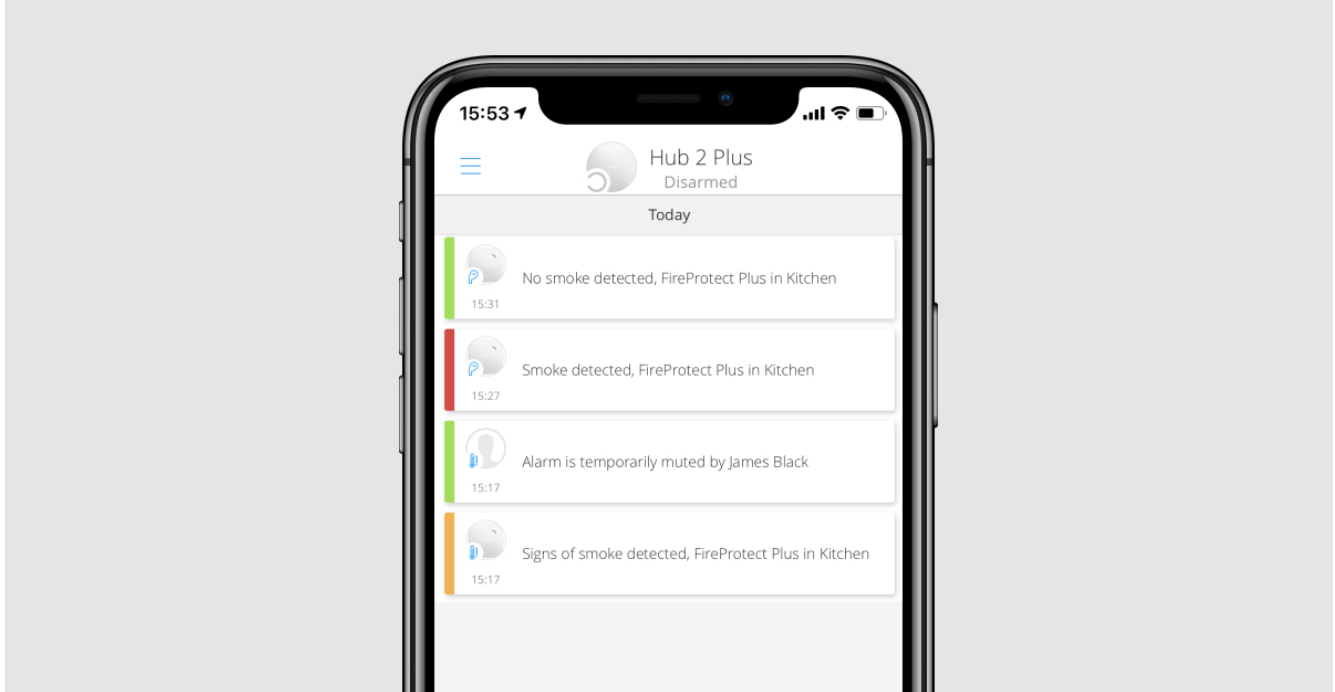 15:53
Hub 2 Plus
Disarmed
Today
No smoke detected, FireProtect Plus in Kitchen
15:31
Smoke detected, FireProtect Plus in Kitchen
15:27
Alarm is temporarily muted by James Black
15:17
Signs of smoke detected, FireProtect Plus in Kitchen
15:17